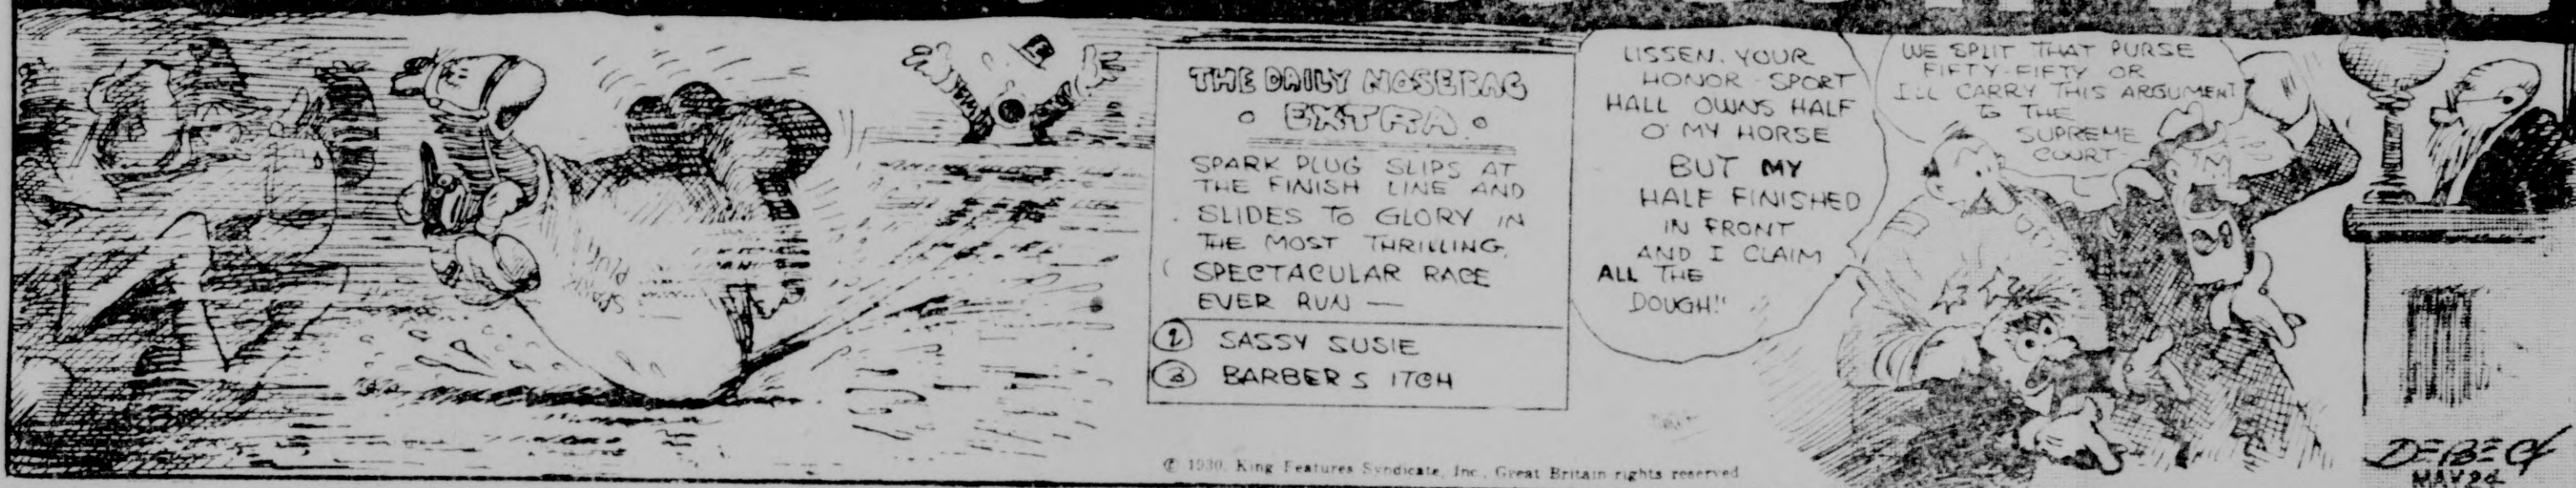 SPARK
PLUG
THE DAILY NOSEBAG
EXTRA
SPARK PLUG SLIPS AT
THE FINISH LINE AND
SLIDES TO GLORY IN
THE MOST THRILLING,
SPECTACULAR RACE
EVER RUN —
② SASSY SUSIE
③ BARBERS ITCH
LISSEN. YOUR
HONOR - SPORT
HALL OWNS HALF
O' MY HORSE
BUT MY
HALF FINISHED
IN FRONT
AND I CLAIM
ALL THE
DOUGH!!
WE SPLIT THAT PURSE
FIFTY-FIFTY OR
I'LL CARRY THIS ARGUMENT
TO THE
SUPREME
COURT-
© 1930, King Features Syndicate, Inc., Great Britain rights reserved
DEBECK
MAY 24